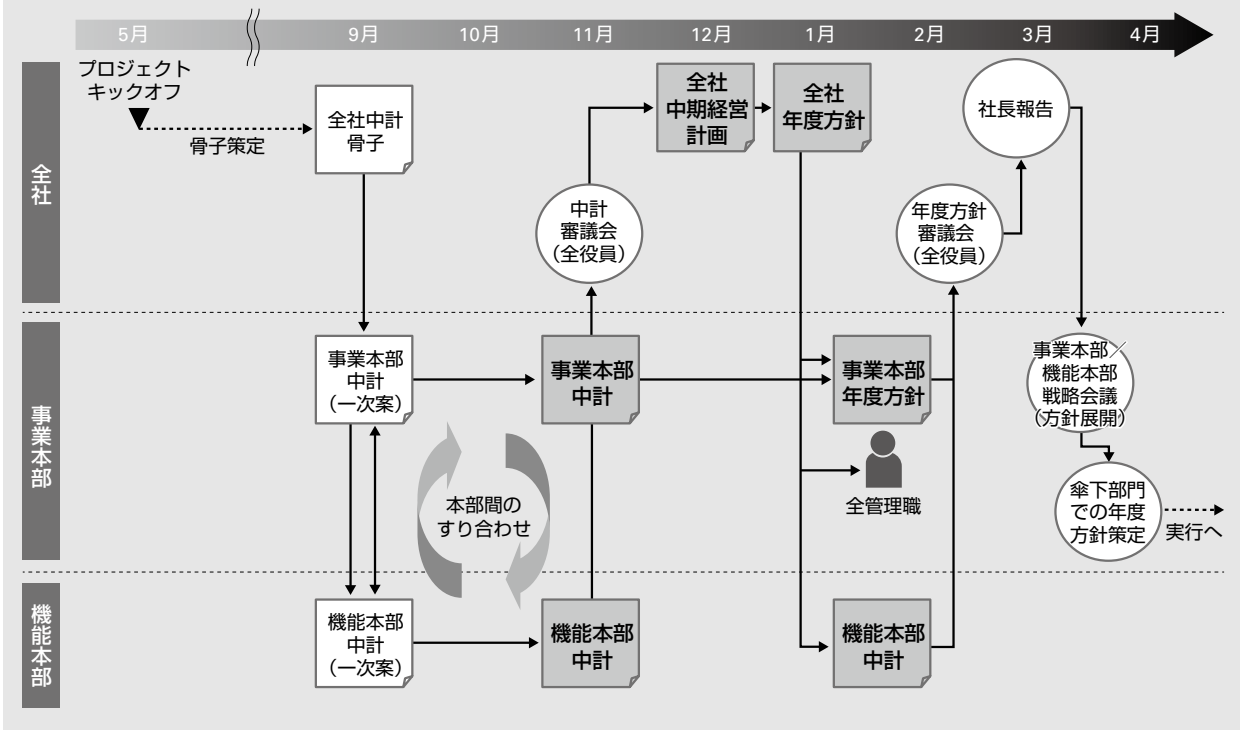 5月
9月
10月
11月
12月
1月
2月
3月
4月
全社
プロジェクト
キックオフ
骨子策定
全社中計
骨子
中計
審議会
（全役員）
全社
中期経営
計画
全社
年度方針
年度方針
審議会
（全役員）
社長報告
事業本部
事業本部
中計
（一次案）
本部間の
すり合わせ
事業本部
中計
事業本部
年度方針
全管理職
事業本部／
機能本部
戦略会議
（方針展開）
傘下部門
での年度
方針策定
実行へ
機能本部
機能本部
中計
（一次案）
機能本部
中計
機能本部
中計